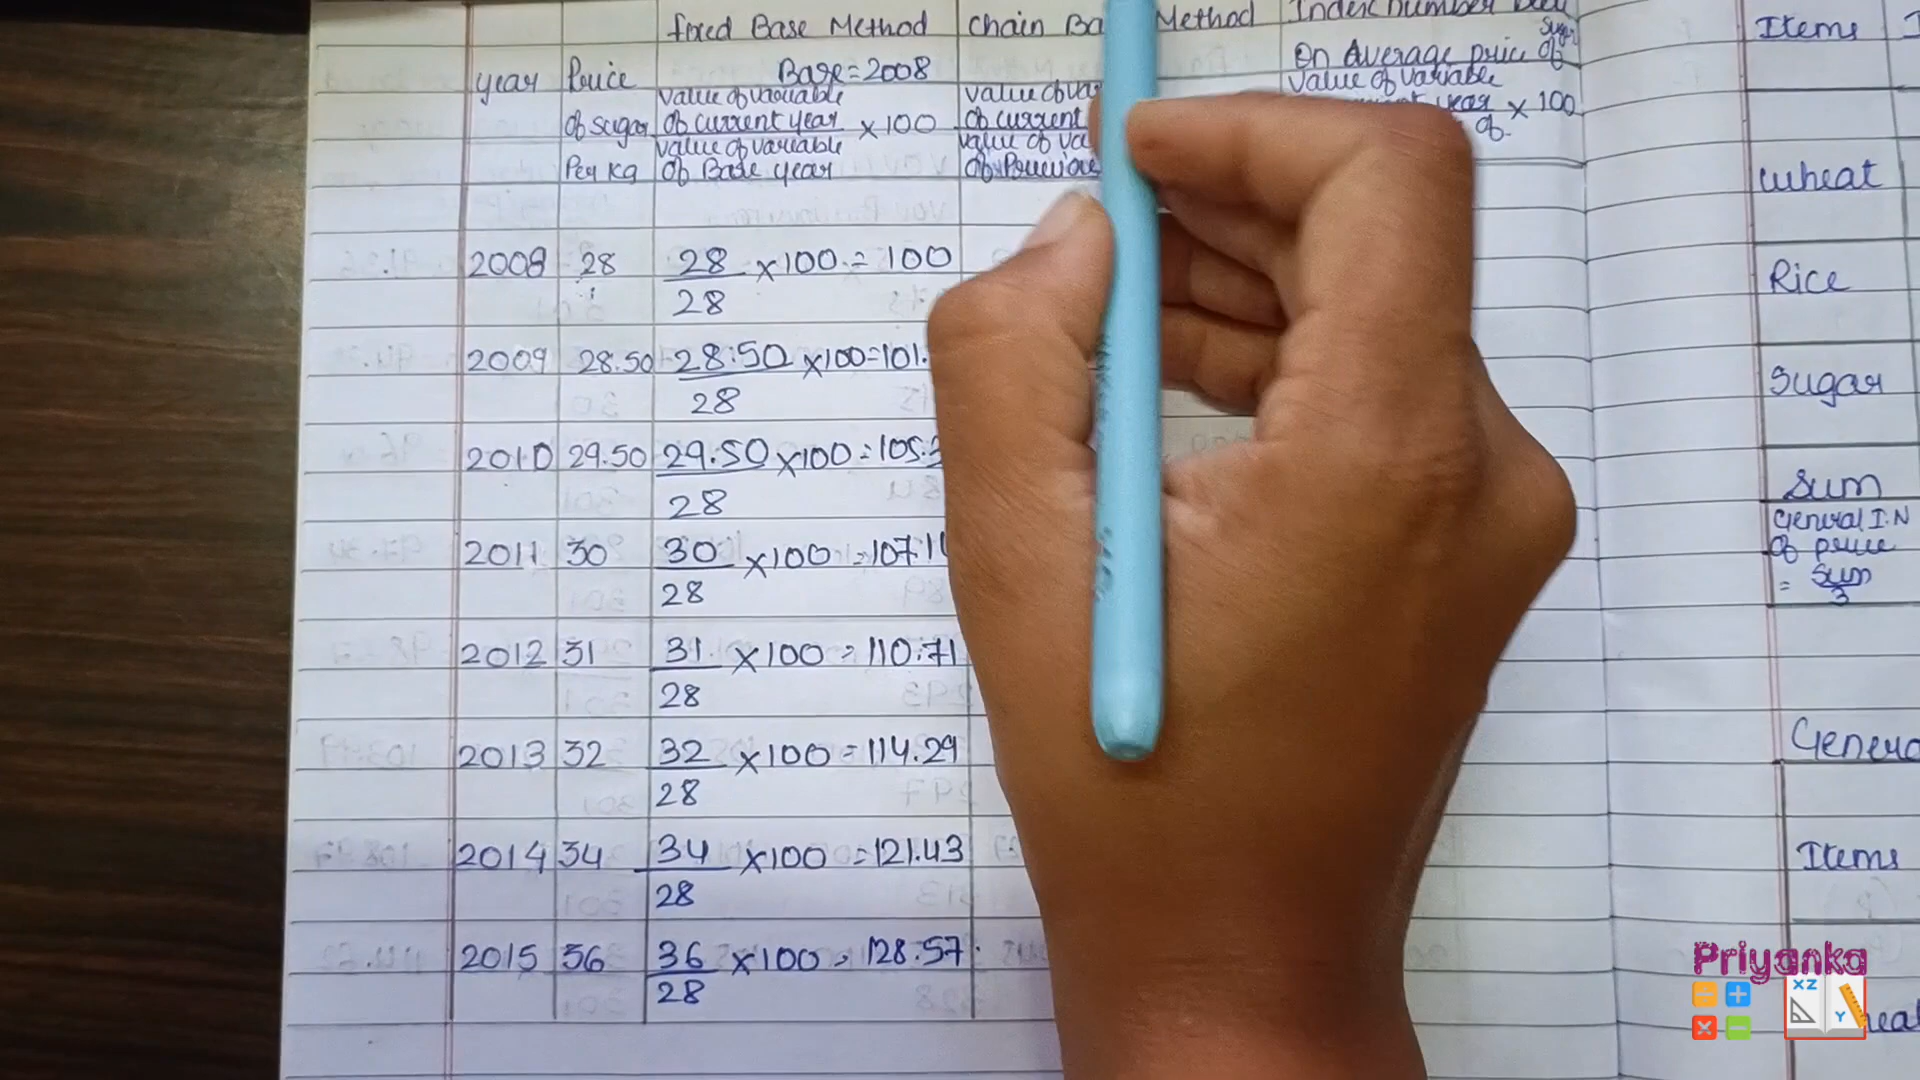 fixed Base Method
Chain Ba Method
Index number
Items
Base=2008
On Average price of Sugar
year
Price
value of variable
value of va
value of variable
of sugar
of current year ×100
of current
year ×100
value of variable
value of va
of.
Per Kg
of Base year
of Previous
wheat
2008 28 28 ×100 = 100
28
Rice
2009 28.50 28.50 ×100=101.
28
Sugar
2010 29.50 29.50 ×100=105.
28
Sum
General I.N
2011 30 30 ×100 =107.1
of price
28
= Sum
3
2012 31 31 ×100 = 110.71
28
2013 32 32 ×100 = 114.29
28
Genera
2014 34 34 ×100 =121.43
28
Items
2015 36 36 ×100 = 128.57
28
Priyanka
XZ
Y